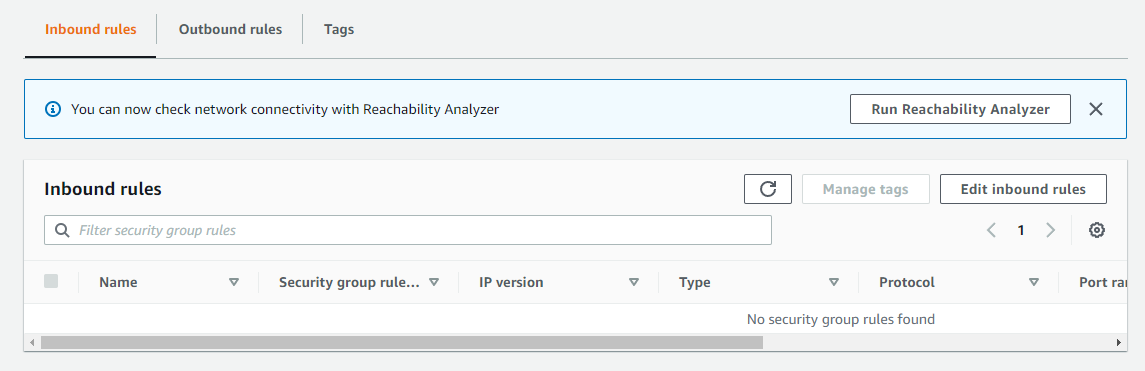 Inbound rules
Outbound rules
Tags
You can now check network connectivity with Reachability Analyzer
Run Reachability Analyzer
Inbound rules
Manage tags
Edit inbound rules
Filter security group rules
1
Name
Security group rule...
IP version
Type
Protocol
Port ran
No security group rules found